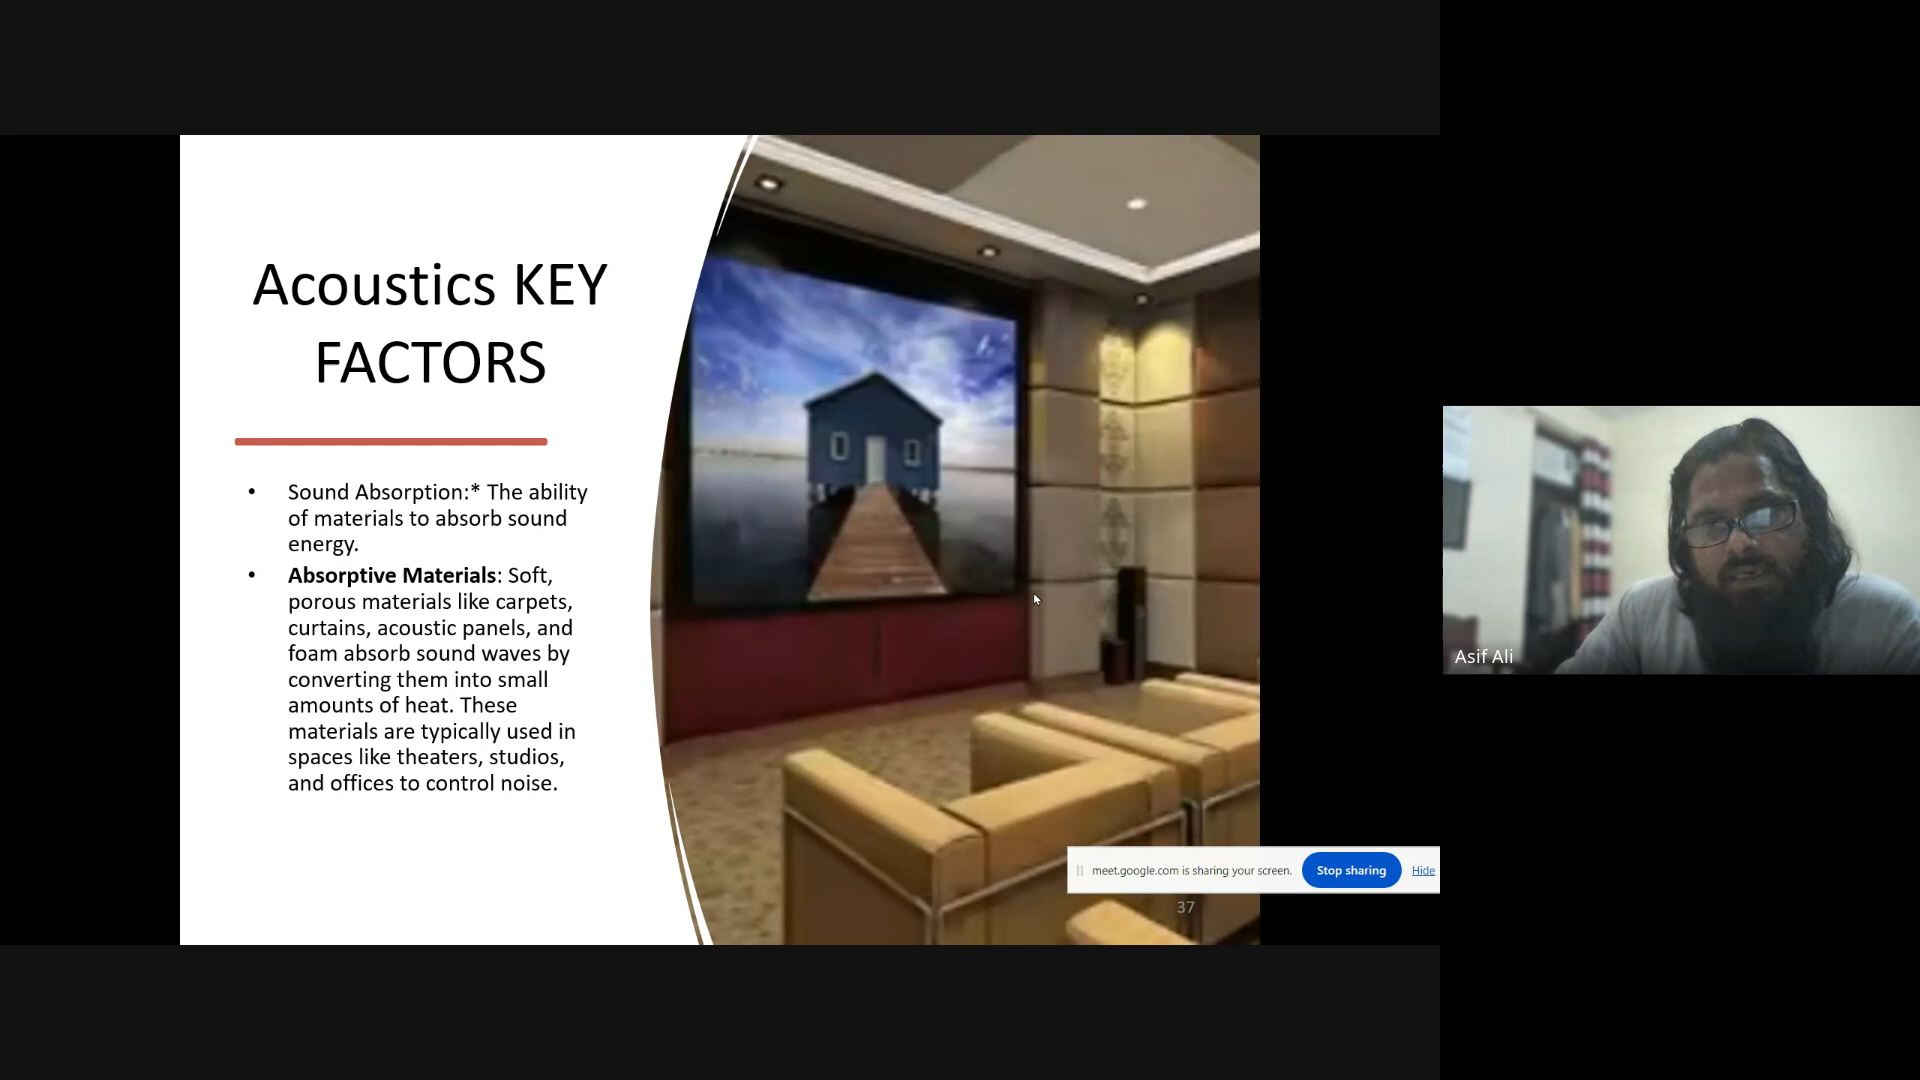 Acoustics KEY
FACTORS
• Sound Absorption:* The ability
of materials to absorb sound
energy.
• Absorptive Materials: Soft,
porous materials like carpets,
curtains, acoustic panels, and
foam absorb sound waves by
converting them into small
amounts of heat. These
materials are typically used in
spaces like theaters, studios,
and offices to control noise.
meet.google.com is sharing your screen. Stop sharing Hide
37
Asif Ali